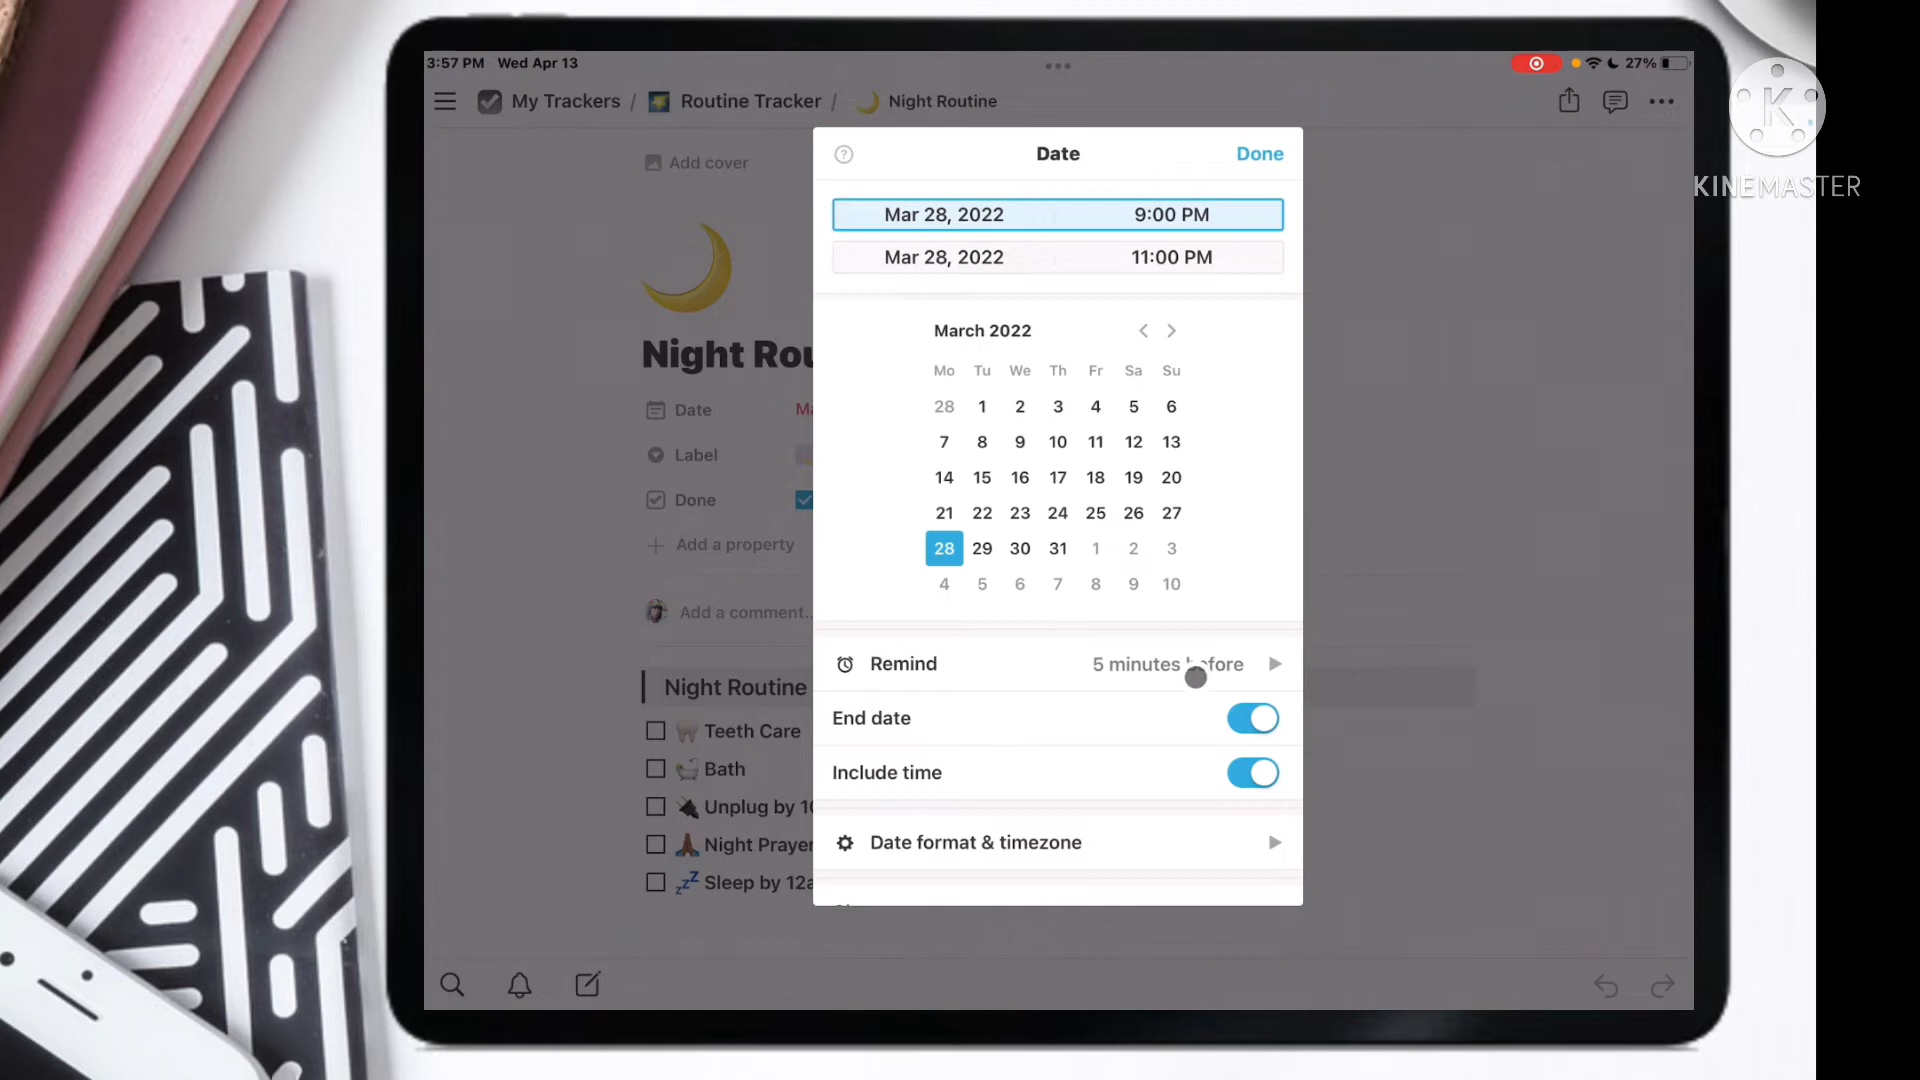 3:57 PM Wed Apr 13
27%
My Trackers / Routine Tracker / Night Routine
KINEMASTER
Add cover
Night Rou
Date
Label
Done
Add a property
Add a comment...
Night Routine
Teeth Care
Bath
Unplug by 10
Night Prayer
Sleep by 12a
Date
Done
Mar 28, 2022 9:00 PM
Mar 28, 2022 11:00 PM
March 2022
Mo Tu We Th Fr Sa Su
28 1 2 3 4 5 6
7 8 9 10 11 12 13
14 15 16 17 18 19 20
21 22 23 24 25 26 27
28 29 30 31 1 2 3
4 5 6 7 8 9 10
Remind 5 minutes before
End date
Include time
Date format & timezone